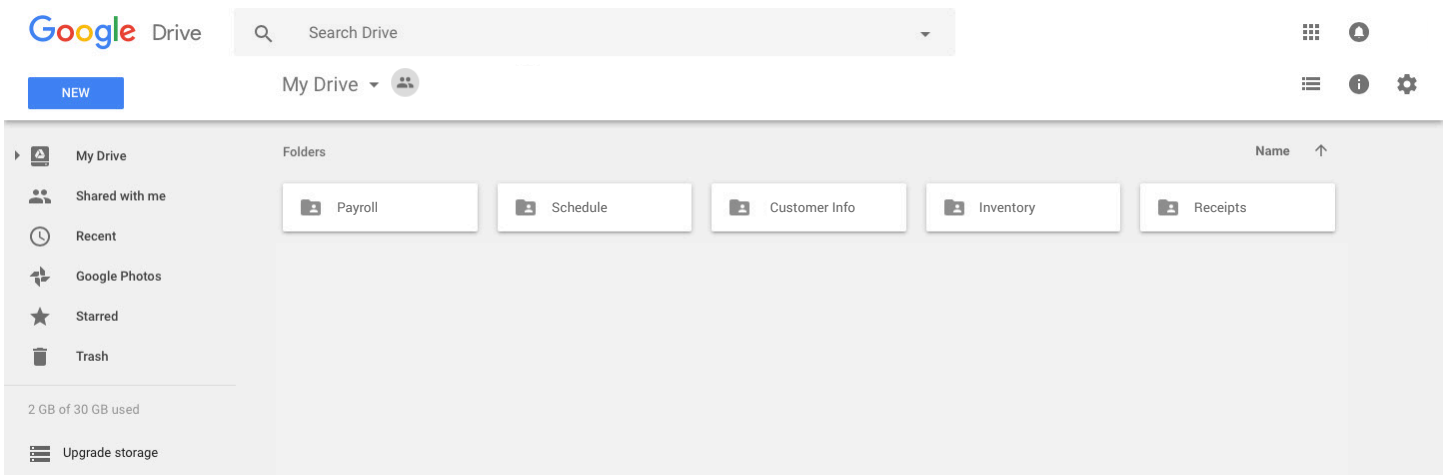 Google Drive
Search Drive
NEW
My Drive
My Drive
Shared with me
Recent
Google Photos
Starred
Trash
2 GB of 30 GB used
Upgrade storage
Folders
Name
Payroll
Schedule
Customer Info
Inventory
Receipts